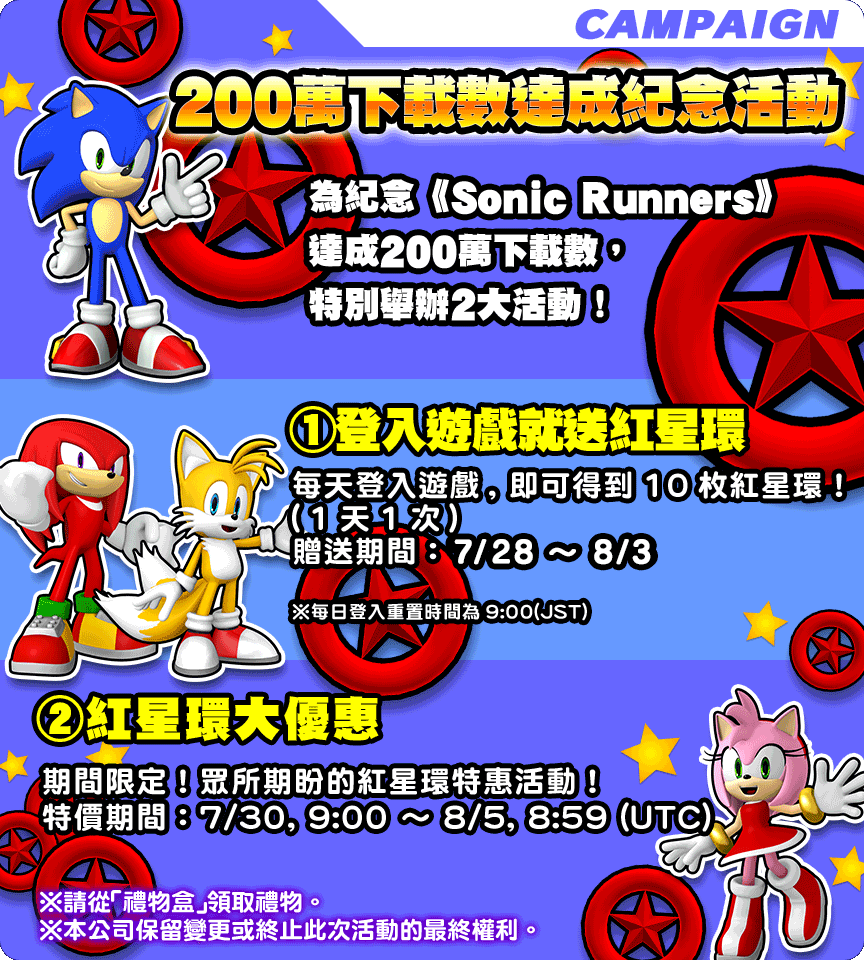 CAMPAIGN
200萬下載數達成紀念活動
為紀念《Sonic Runners》
達成200萬下載數，
特別舉辦2大活動！
①登入遊戲就送紅星環
每天登入遊戲，即可得到 10 枚紅星環！
(1 天 1 次)
贈送期間：7/28 ～ 8/3
※每日登入重置時間為 9:00(JST)
②紅星環大優惠
期間限定！眾所期盼的紅星環特惠活動！
特價期間：7/30, 9:00 ～ 8/5, 8:59 (UTC)
※請從「禮物盒」領取禮物。
※本公司保留變更或終止此次活動的最終權利。